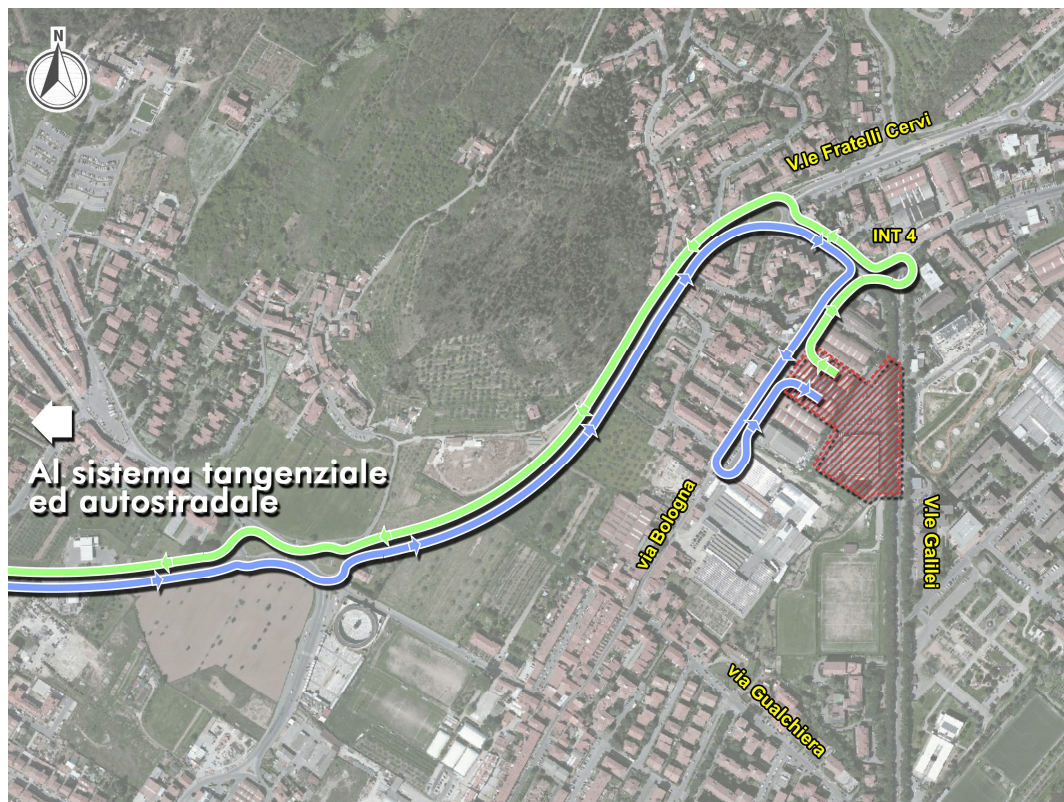 N
V.le Fratelli Cervi
INT 4
Al sistema tangenziale
ed autostradale
via Bologna
V.le Galilei
via Gualchiera